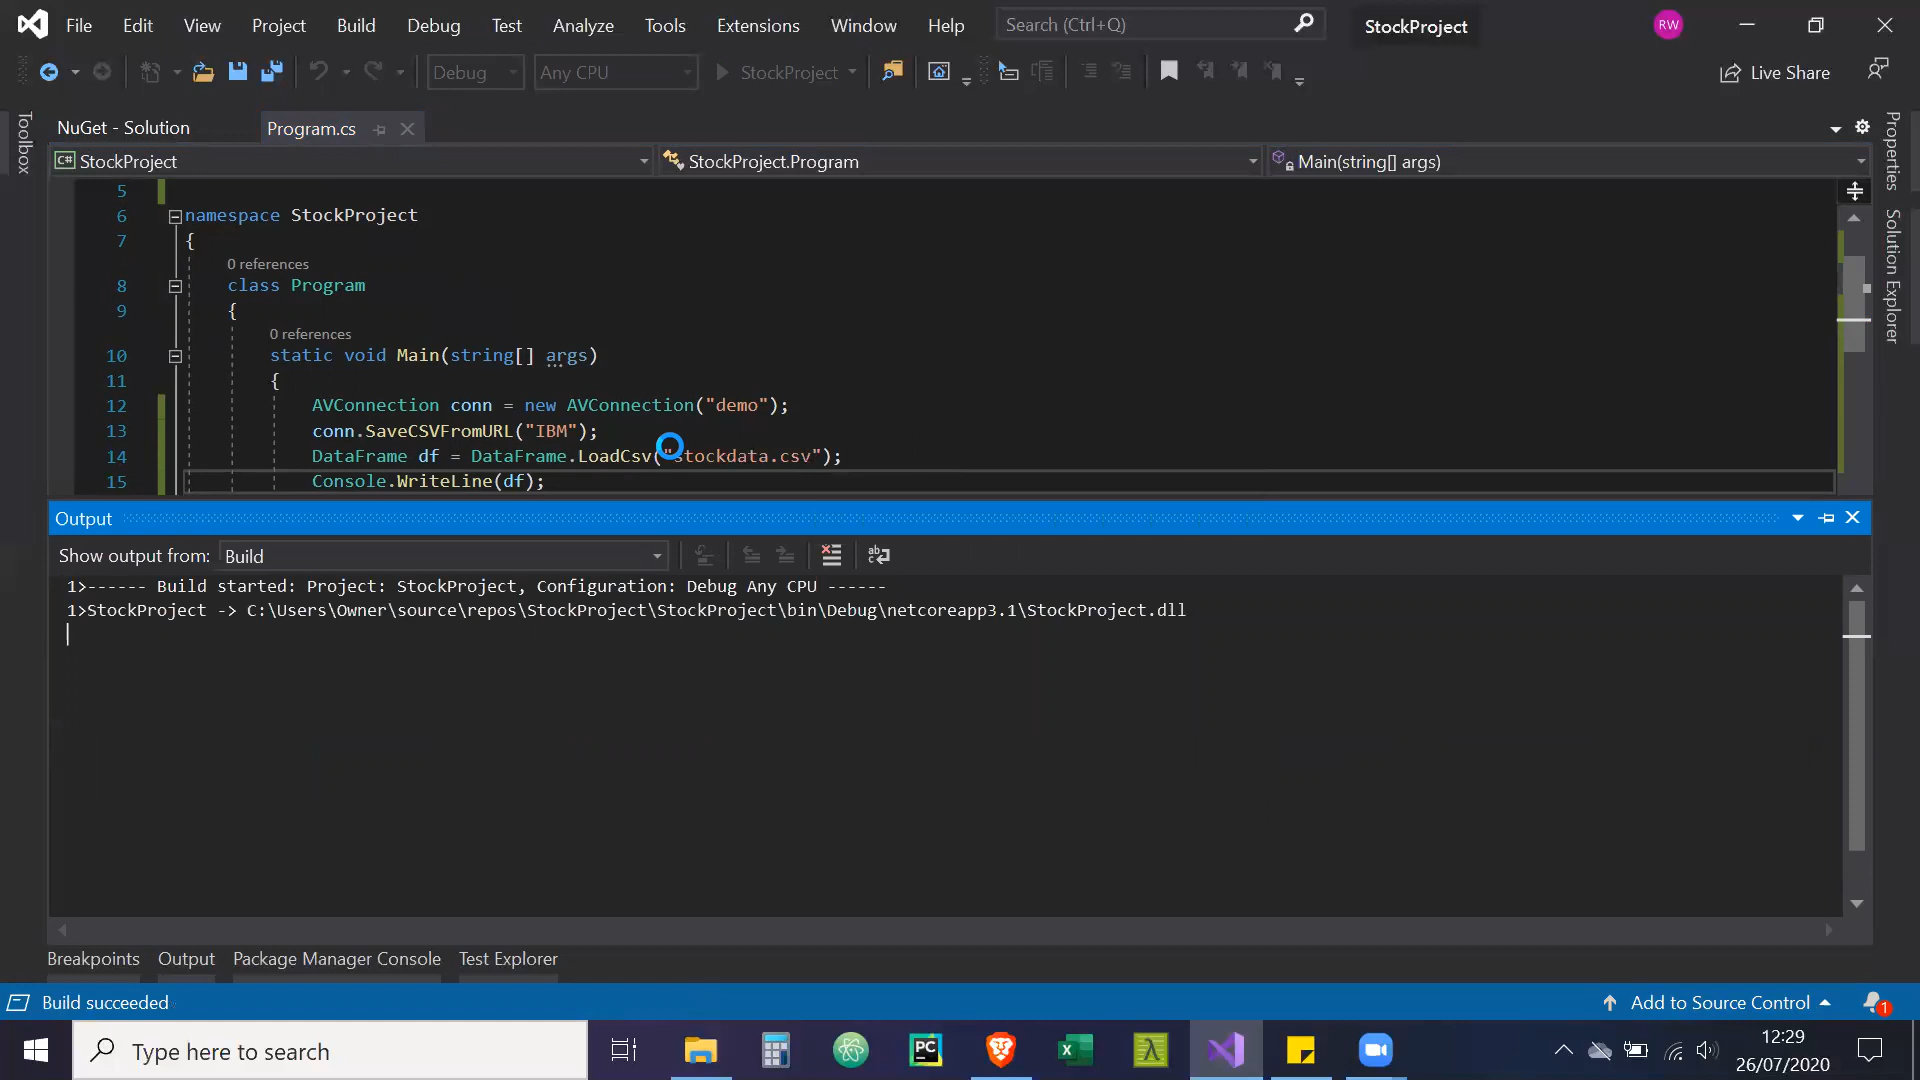 File Edit View Project Build Debug Test Analyze Tools Extensions Window Help Search (Ctrl+Q) StockProject RW
Debug Any CPU StockProject Live Share
Toolbox
NuGet - Solution Program.cs
C# StockProject StockProject.Program Main(string[] args)
Properties
Solution Explorer
5
6 namespace StockProject
7 {
0 references
8 class Program
9 {
0 references
10 static void Main(string[] args)
11 {
12 AVConnection conn = new AVConnection("demo");
13 conn.SaveCSVFromURL("IBM");
14 DataFrame df = DataFrame.LoadCsv("stockdata.csv");
15 Console.WriteLine(df);
Output
Show output from: Build
1>------ Build started: Project: StockProject, Configuration: Debug Any CPU ------
1>StockProject -> C:\Users\Owner\source\repos\StockProject\StockProject\bin\Debug\netcoreapp3.1\StockProject.dll
Breakpoints Output Package Manager Console Test Explorer
Build succeeded Add to Source Control 1
Type here to search PC 12:29
26/07/2020